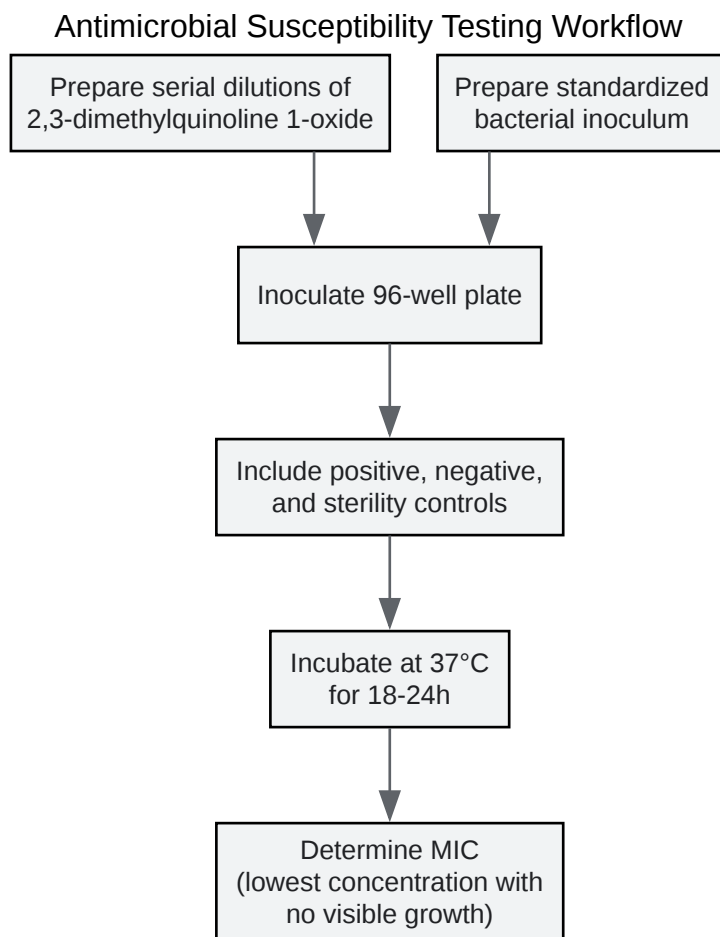 Antimicrobial Susceptibility Testing Workflow
Prepare serial dilutions of
2,3-dimethylquinoline 1-oxide
Prepare standardized
bacterial inoculum
Inoculate 96-well plate
Include positive, negative,
and sterility controls
Incubate at 37°C
for 18-24h
Determine MIC
(lowest concentration with
no visible growth)